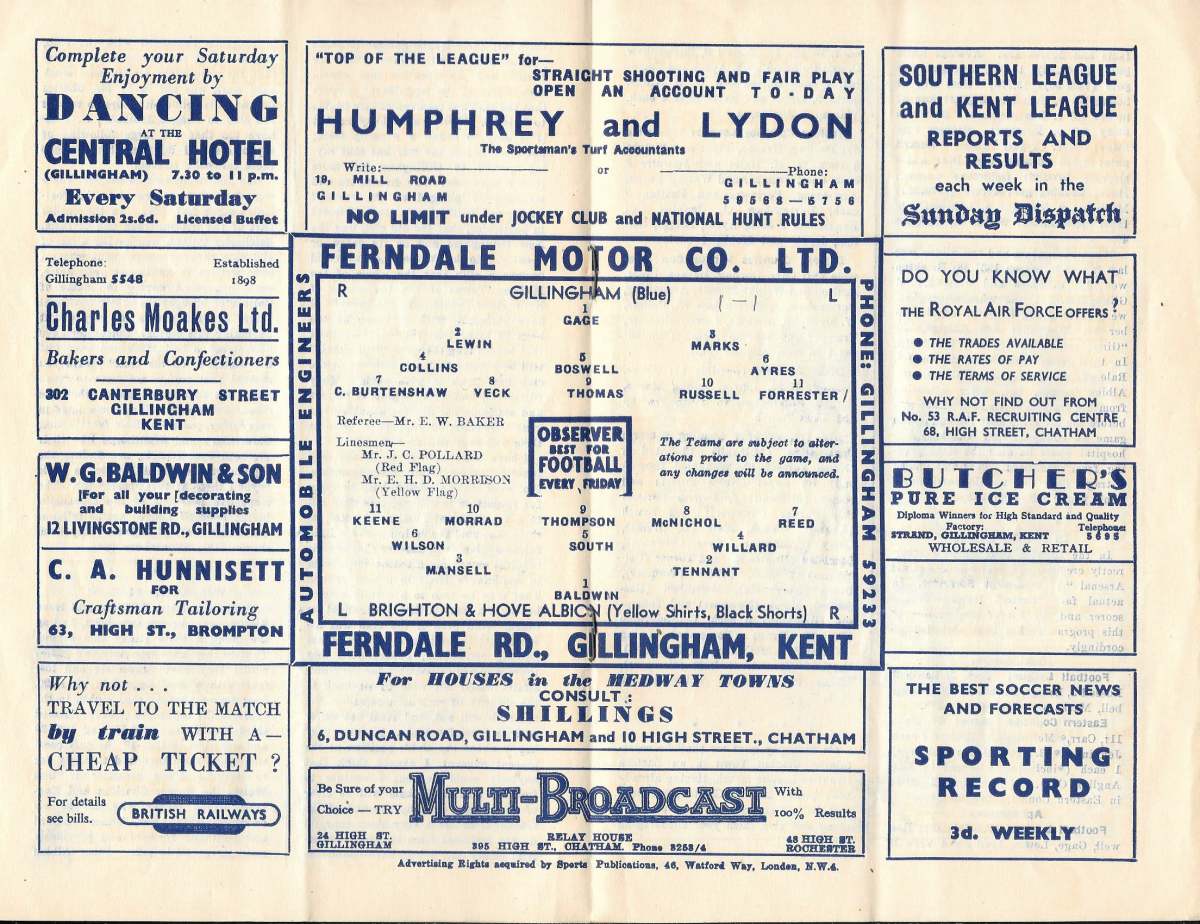 Complete your Saturday
Enjoyment by
DANCING
AT THE
CENTRAL HOTEL
(GILLINGHAM) 7.30 to 11 p.m.
Every Saturday
Admission 2s.6d. Licensed Buffet
Telephone: Established
Gillingham 5548 1898
Charles Moakes Ltd.
Bakers and Confectioners
302 CANTERBURY STREET
GILLINGHAM
KENT
W.G. BALDWIN & SON
[For all your [decorating
and building supplies
12 LIVINGSTONE RD., GILLINGHAM
C. A. HUNNISETT
FOR
Craftsman Tailoring
63, HIGH ST., BROMPTON
Why not . . .
TRAVEL TO THE MATCH
by train WITH A—
CHEAP TICKET ?
For details
see bills.
BRITISH RAILWAYS
"TOP OF THE LEAGUE" for—
STRAIGHT SHOOTING AND FAIR PLAY
OPEN AN ACCOUNT TO-DAY
HUMPHREY and LYDON
The Sportsman's Turf Accountants
Write: or Phone:
19, MILL ROAD GILLINGHAM
GILLINGHAM 59568—5756
NO LIMIT under JOCKEY CLUB and NATIONAL HUNT RULES
FERNDALE MOTOR CO. LTD.
AUTOMOBILE ENGINEERS
PHONE: GILLINGHAM 59233
R GILLINGHAM (Blue) 1-1 L
1
GAGE
2 3
LEWIN MARKS
4 5 6
COLLINS BOSWELL AYRES
7 8 9 10 11
C. BURTENSHAW VECK THOMAS RUSSELL FORRESTER /
Referee—Mr. E. W. BAKER
Linesmen—
Mr. J. C. POLLARD
(Red Flag)
Mr. E. H. D. MORRISON
(Yellow Flag)
OBSERVER
BEST FOR
FOOTBALL
EVERY FRIDAY
The Teams are subject to alter-
ations prior to the game, and
any changes will be announced.
11 10 9 8 7
KEENE MORRAD THOMPSON McNICHOL REED
6 5 4
WILSON SOUTH WILLARD
3 2
MANSELL TENNANT
1
BALDWIN
L BRIGHTON & HOVE ALBION (Yellow Shirts, Black Shorts) R
FERNDALE RD., GILLINGHAM, KENT
For HOUSES in the MEDWAY TOWNS
CONSULT :
SHILLINGS
6, DUNCAN ROAD, GILLINGHAM and 10 HIGH STREET., CHATHAM
Be Sure of your
Choice — TRY
MULTI-BROADCAST
With
100% Results
24 HIGH ST. RELAY HOUSE 48 HIGH ST.
GILLINGHAM 395 HIGH ST., CHATHAM. Phone 3253/4 ROCHESTER
Advertising Rights acquired by Sports Publications, 46, Watford Way, London, N.W.4.
SOUTHERN LEAGUE
and KENT LEAGUE
REPORTS AND
RESULTS
each week in the
Sunday Dispatch
DO YOU KNOW WHAT
THE ROYAL AIR FORCE OFFERS ?
● THE TRADES AVAILABLE
● THE RATES OF PAY
● THE TERMS OF SERVICE
WHY NOT FIND OUT FROM
No. 53 R.A.F. RECRUITING CENTRE
68, HIGH STREET, CHATHAM
BUTCHER'S
PURE ICE CREAM
Diploma Winners for High Standard and Quality
Factory: Telephone:
STRAND, GILLINGHAM, KENT 5695
WHOLESALE & RETAIL
THE BEST SOCCER NEWS
AND FORECASTS
SPORTING
RECORD
3d. WEEKLY